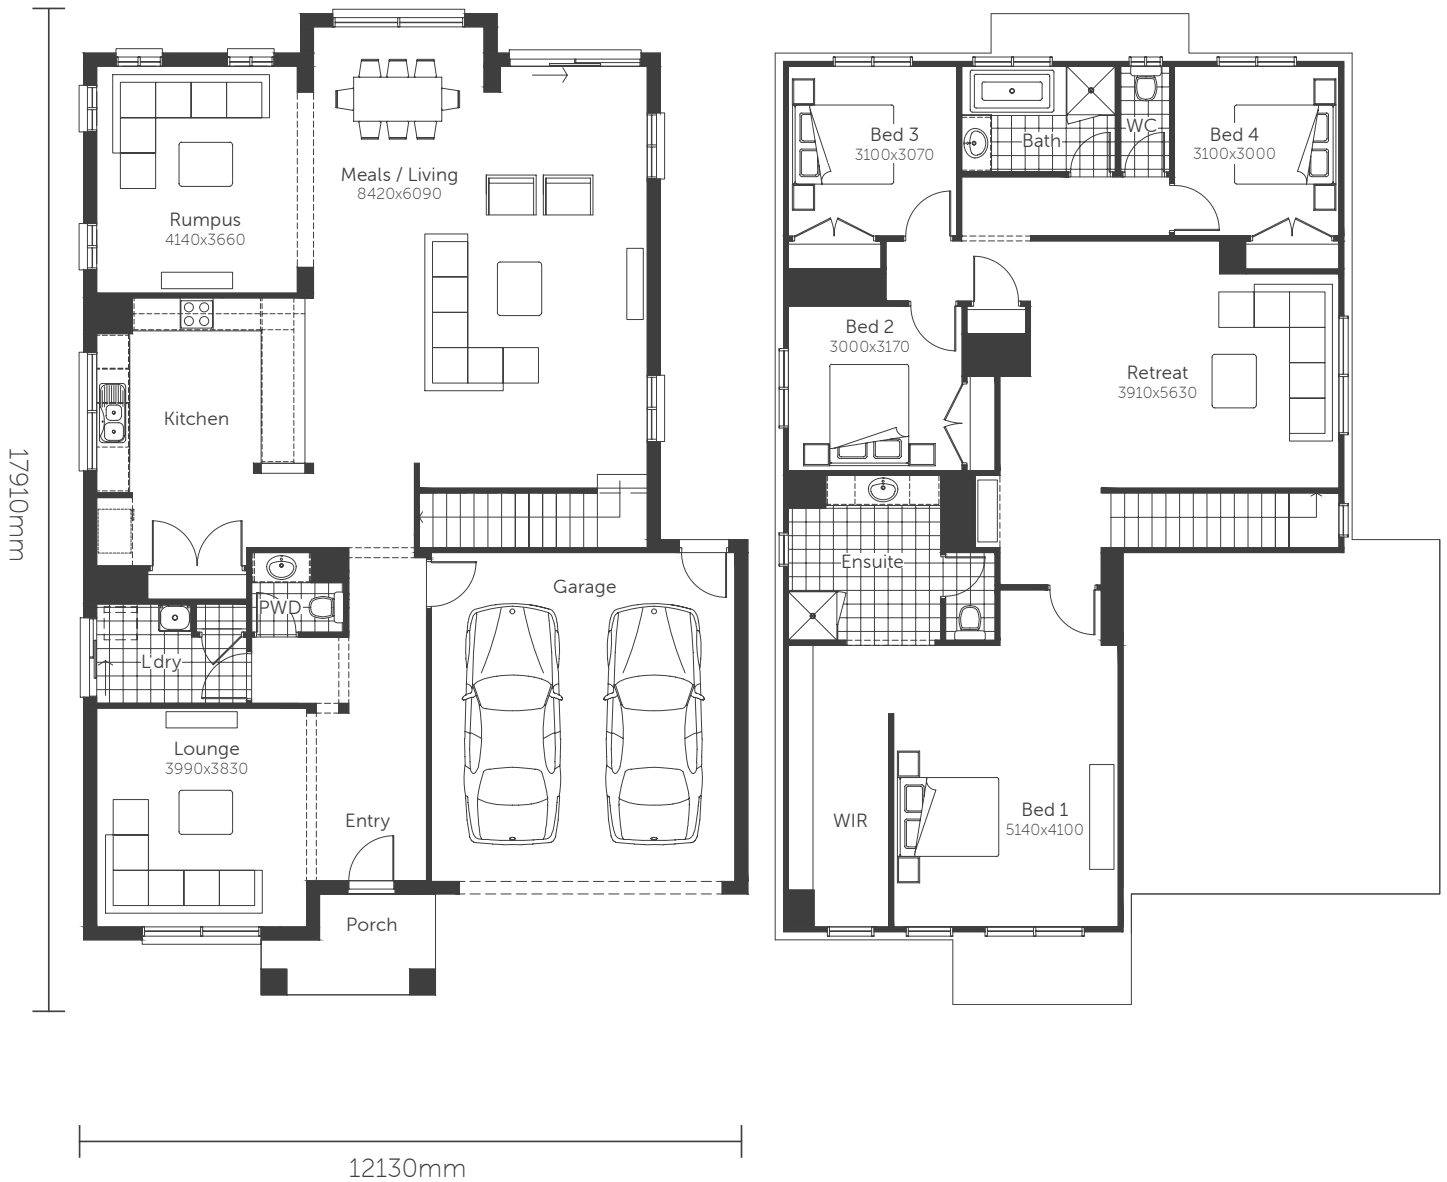 Meals / Living
8420x6090
Rumpus
4140x3660
Kitchen
PWD
Garage
L'dry
Lounge
3990x3830
Entry
Porch
17910mm
12130mm
Bed 3
3100x3070
Bath
WC
Bed 4
3100x3000
Bed 2
3000x3170
Retreat
3910x5630
Ensuite
WIR
Bed 1
5140x4100